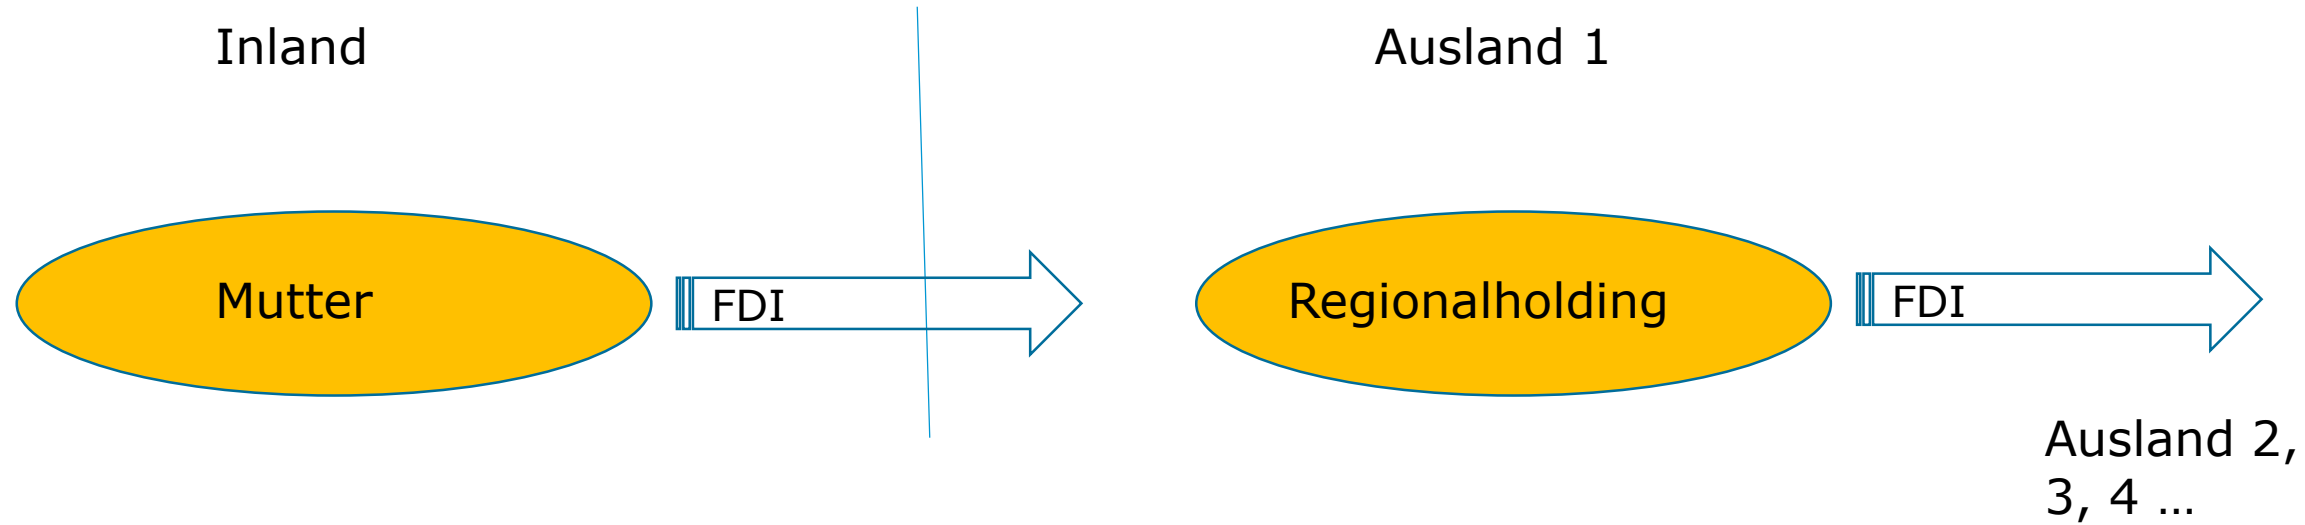 Inland
Ausland 1
Mutter
FDI
Regionalholding
FDI
Ausland 2,
3, 4 …